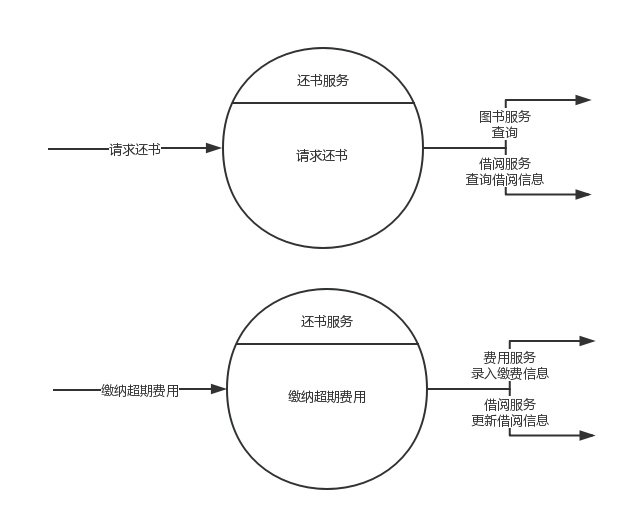 还书服务
请求还书
请求还书
图书服务
查询
借阅服务
查询借阅信息
还书服务
缴纳超期费用
缴纳超期费用
费用服务
录入缴费信息
借阅服务
更新借阅信息